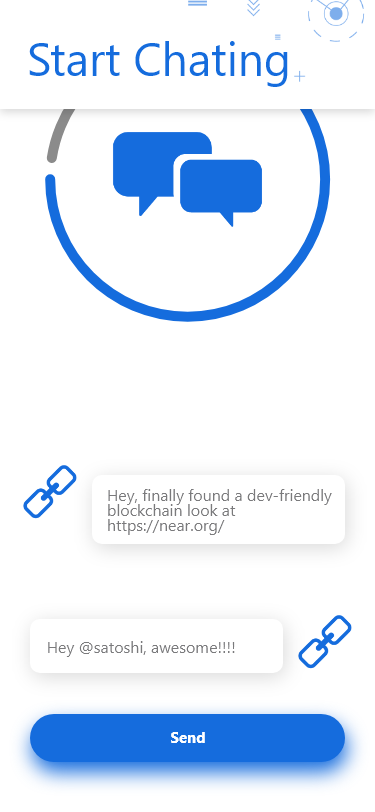 Start Chating
Hey, finally found a dev-friendly
blockchain look at
https://near.org/
Hey @satoshi, awesome!!!!
Send